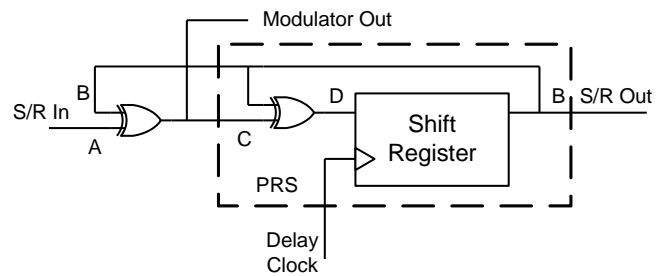 Modulator Out
B
S/R In
A
C
D
Shift
Register
B
S/R Out
PRS
Delay
Clock